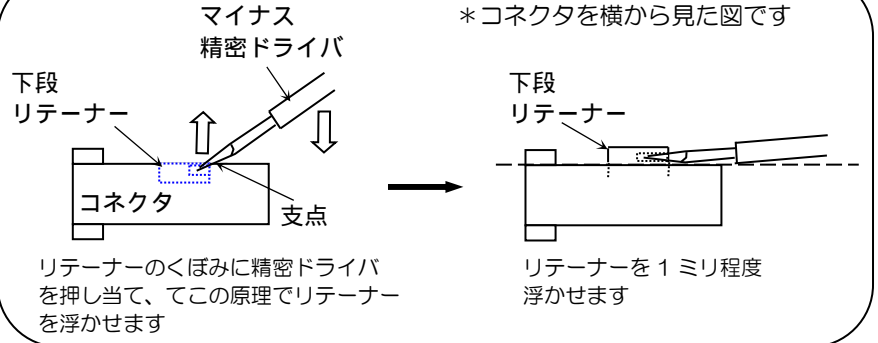 マイナス
精密ドライバ
＊コネクタを横から見た図です
下段
リテーナー
コネクタ
支点
リテーナーのくぼみに精密ドライバ
を押し当て、てこの原理でリテーナー
を浮かせます
下段
リテーナー
リテーナーを 1 ミリ程度
浮かせます